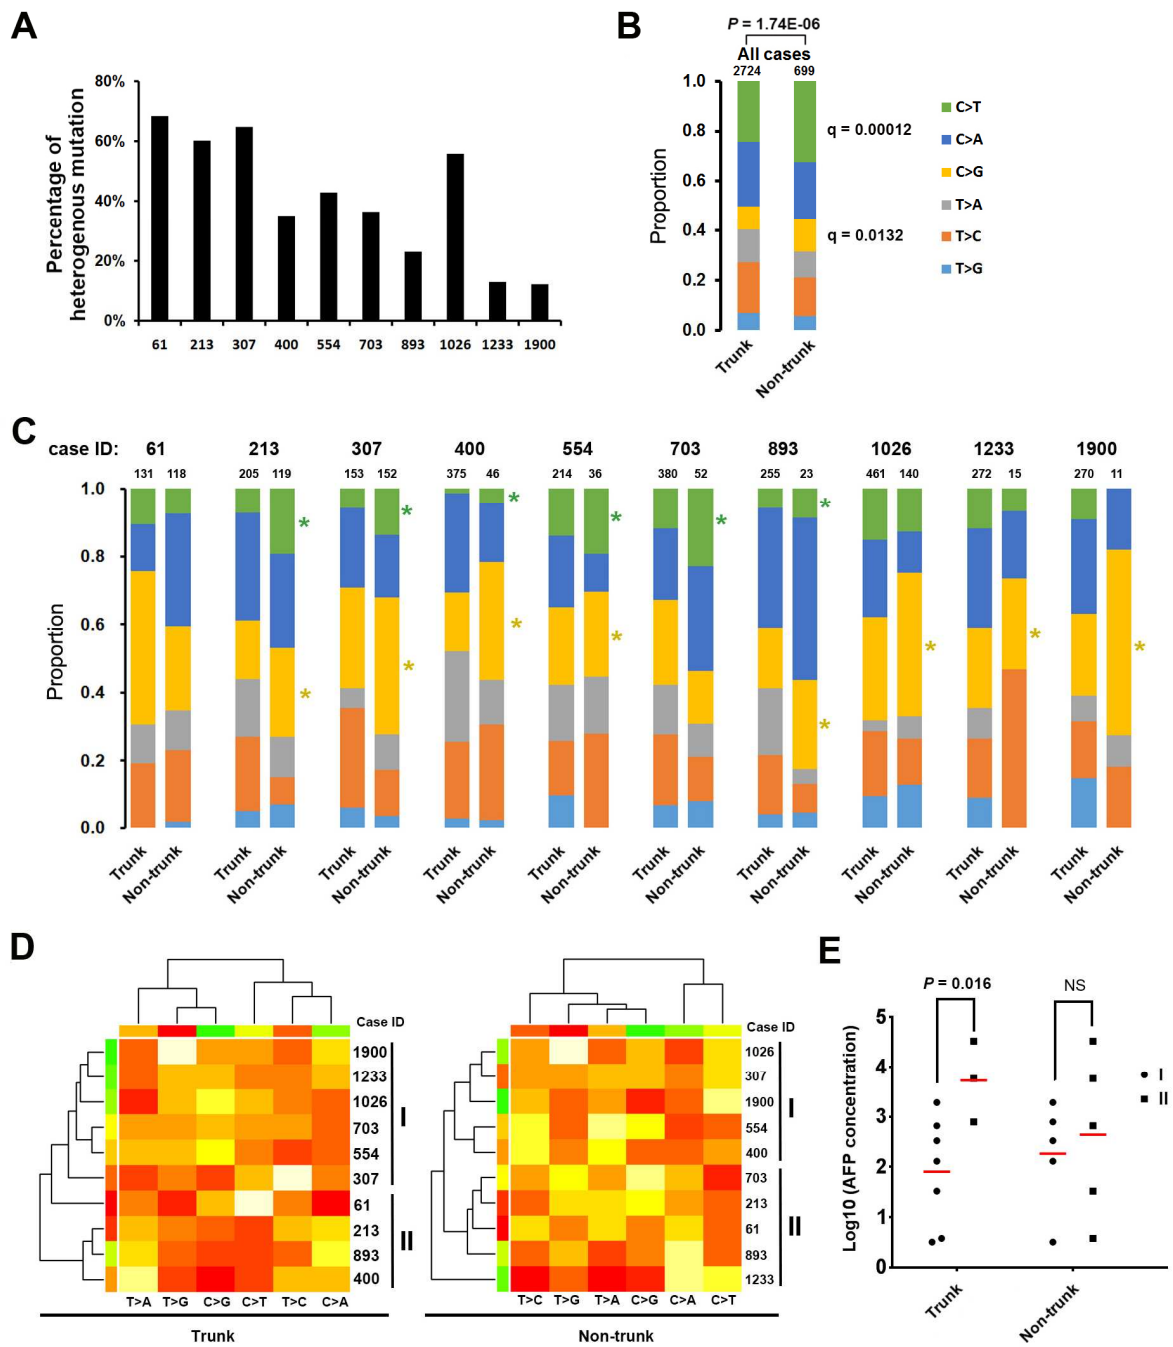 A
Percentage of
heterogenous mutation
80%
60%
40%
20%
0%
61 213 307 400 554 703 893 1026 1233 1900
B
P = 1.74E-06
All cases
2724 699
Proportion
1.0
0.8
0.6
0.4
0.2
0.0
q = 0.00012
q = 0.0132
Trunk Non-trunk
C>T
C>A
C>G
T>A
T>C
T>G
C
case ID: 61 213 307 400 554 703 893 1026 1233 1900
131 118 205 119 153 152 375 46 214 36 380 52 255 23 461 140 272 15 270 11
Proportion
1.0
0.8
0.6
0.4
0.2
0.0
* * * * * *
* * * * * * * *
Trunk Non-trunk Trunk Non-trunk Trunk Non-trunk Trunk Non-trunk Trunk Non-trunk Trunk Non-trunk Trunk Non-trunk Trunk Non-trunk Trunk Non-trunk Trunk Non-trunk
D
Case ID
1900
1233
1026
703
554
307
61
213
893
400
I
II
T>A T>G C>G C>T T>C C>A
Trunk
Case ID
1026
307
1900
554
400
703
213
61
893
1233
I
II
T>C T>G T>A C>G C>A C>T
Non-trunk
E
P = 0.016
NS
Log10 (AFP concentration)
5
4
3
2
1
0
Trunk Non-trunk
I
II